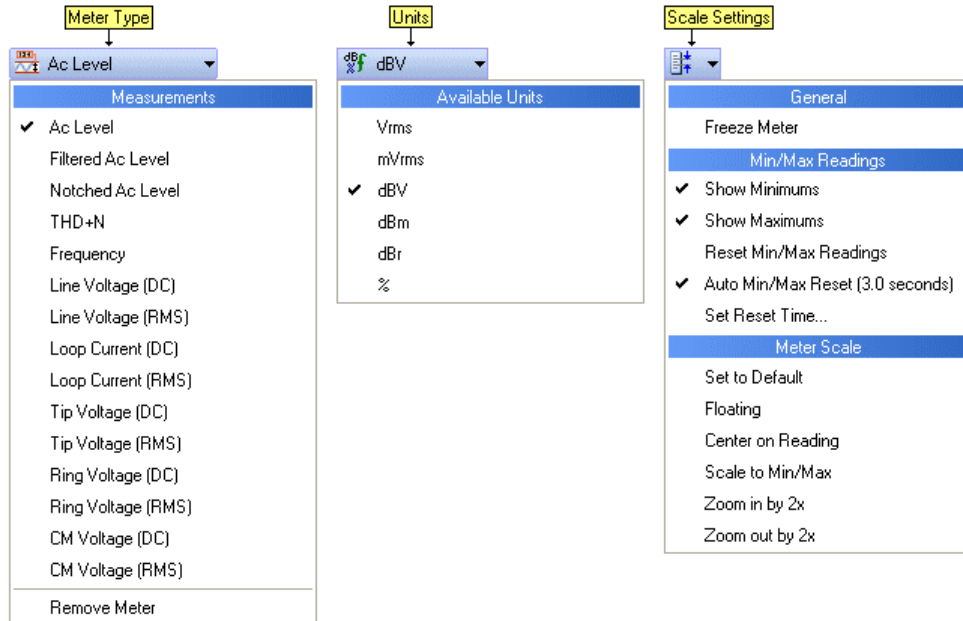 Meter Type
Ac Level
Measurements
Ac Level
Filtered Ac Level
Notched Ac Level
THD+N
Frequency
Line Voltage (DC)
Line Voltage (RMS)
Loop Current (DC)
Loop Current (RMS)
Tip Voltage (DC)
Tip Voltage (RMS)
Ring Voltage (DC)
Ring Voltage (RMS)
CM Voltage (DC)
CM Voltage (RMS)
Remove Meter
Units
dBV
Available Units
Vrms
mVrms
dBV
dBm
dBr
%
Scale Settings
General
Freeze Meter
Min/Max Readings
Show Minimums
Show Maximums
Reset Min/Max Readings
Auto Min/Max Reset (3.0 seconds)
Set Reset Time...
Meter Scale
Set to Default
Floating
Center on Reading
Scale to Min/Max
Zoom in by 2x
Zoom out by 2x